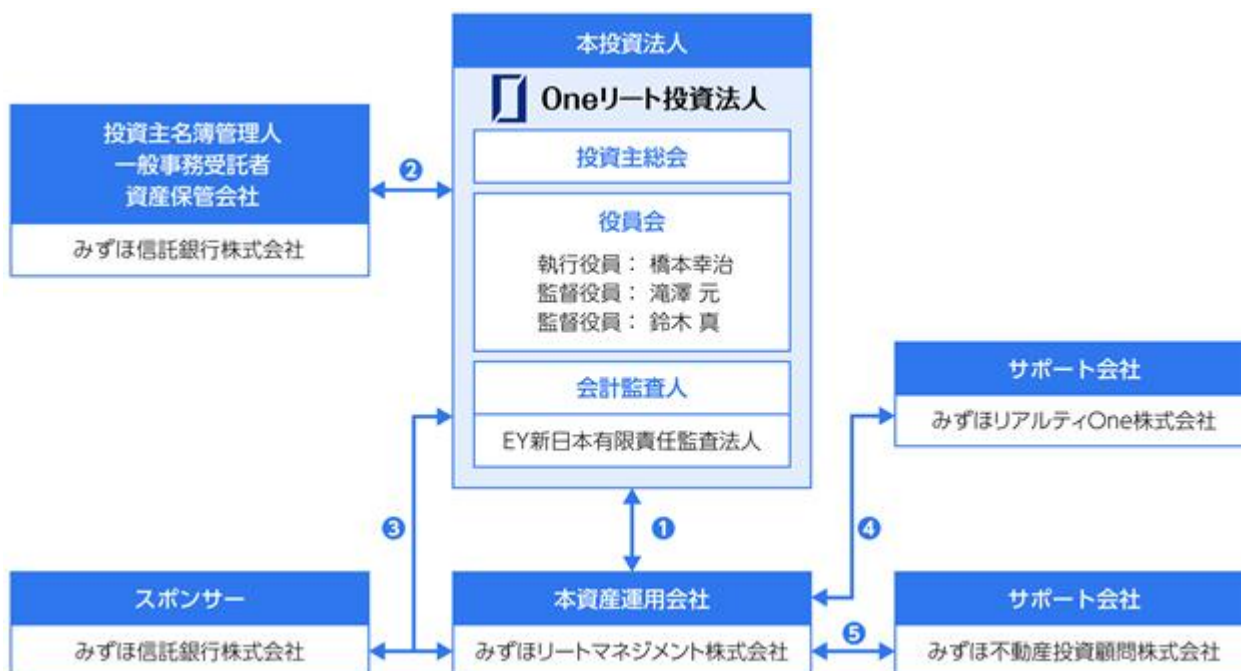 本投資法人
Oneリート投資法人
投資主総会
役員会
執行役員： 橋本幸治
監督役員： 滝澤 元
監督役員： 鈴木 真
会計監査人
EY新日本有限責任監査法人
投資主名簿管理人
一般事務受託者
資産保管会社
みずほ信託銀行株式会社
❷
サポート会社
みずほリアルティOne株式会社
❸
❶
❹
スポンサー
みずほ信託銀行株式会社
本資産運用会社
みずほリートマネジメント株式会社
❺
サポート会社
みずほ不動産投資顧問株式会社